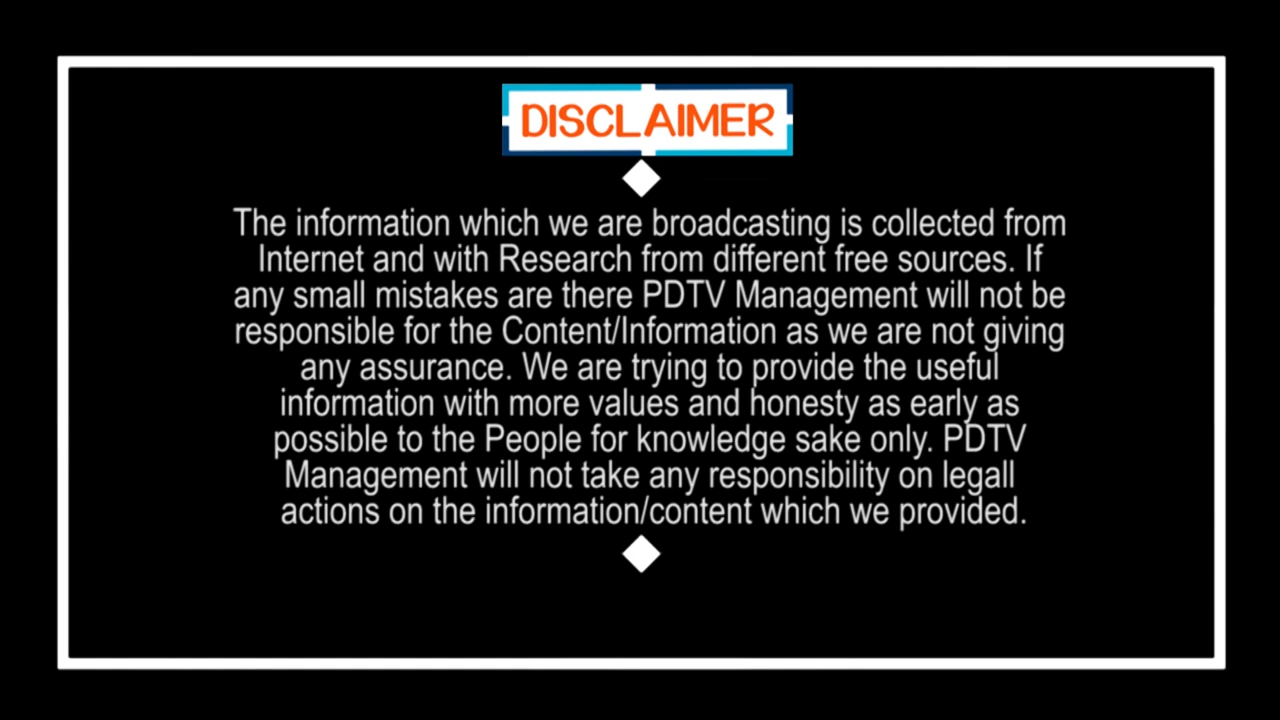 DISCLAIMER
The information which we are broadcasting is collected from
Internet and with Research from different free sources. If
any small mistakes are there PDTV Management will not be
responsible for the Content/Information as we are not giving
any assurance. We are trying to provide the useful
information with more values and honesty as early as
possible to the People for knowledge sake only. PDTV
Management will not take any responsibility on legall
actions on the information/content which we provided.